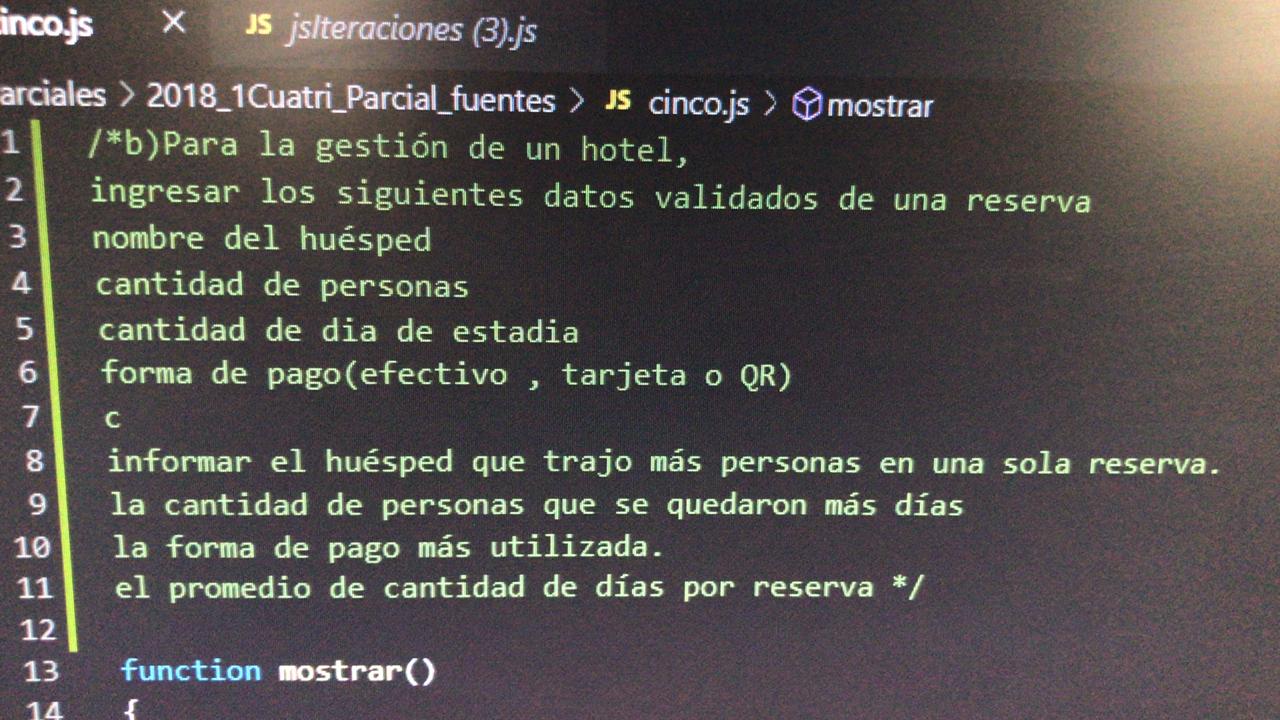 inco.js × JS jsIteraciones (3).js
arciales > 2018_1Cuatri_Parcial_fuentes > JS cinco.js > mostrar
1 /*b)Para la gestión de un hotel,
2 ingresar los siguientes datos validados de una reserva
3 nombre del huésped
4 cantidad de personas
5 cantidad de dia de estadia
6 forma de pago(efectivo , tarjeta o QR)
7 c
8 informar el huésped que trajo más personas en una sola reserva.
9 la cantidad de personas que se quedaron más días
10 la forma de pago más utilizada.
11 el promedio de cantidad de días por reserva */
12
13 function mostrar()
14 {